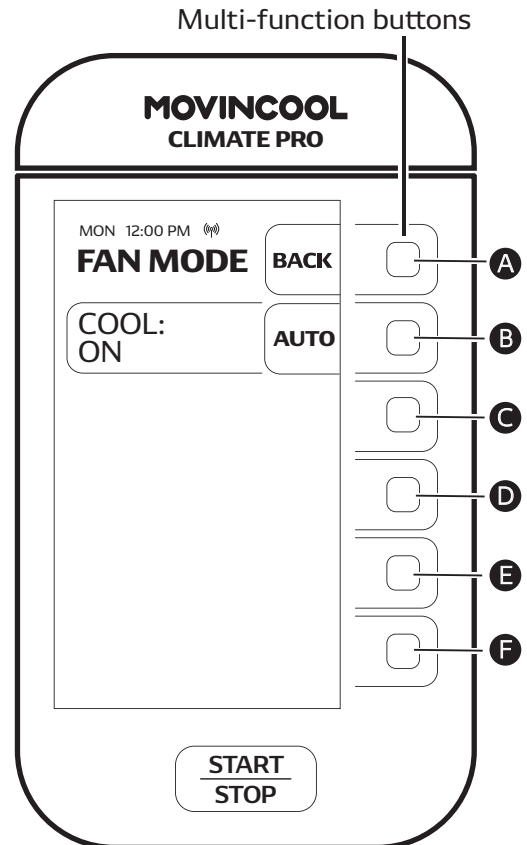 Multi-function buttons
MOVINCOOL
CLIMATE PRO
MON 12:00 PM
FAN MODE
BACK
A
COOL:
ON
AUTO
B
C
D
E
F
START
STOP